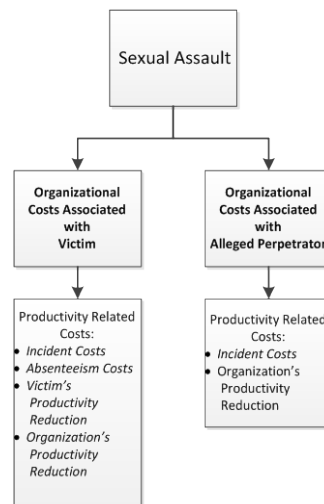 Sexual Assault
Organizational
Costs Associated
with
Victim
Productivity Related
Costs:
• Incident Costs
• Absenteeism Costs
• Victim's
Productivity
Reduction
• Organization's
Productivity
Reduction
Organizational
Costs Associated
with
Alleged Perpetrator
Productivity Related
Costs:
• Incident Costs
• Organization's
Productivity
Reduction